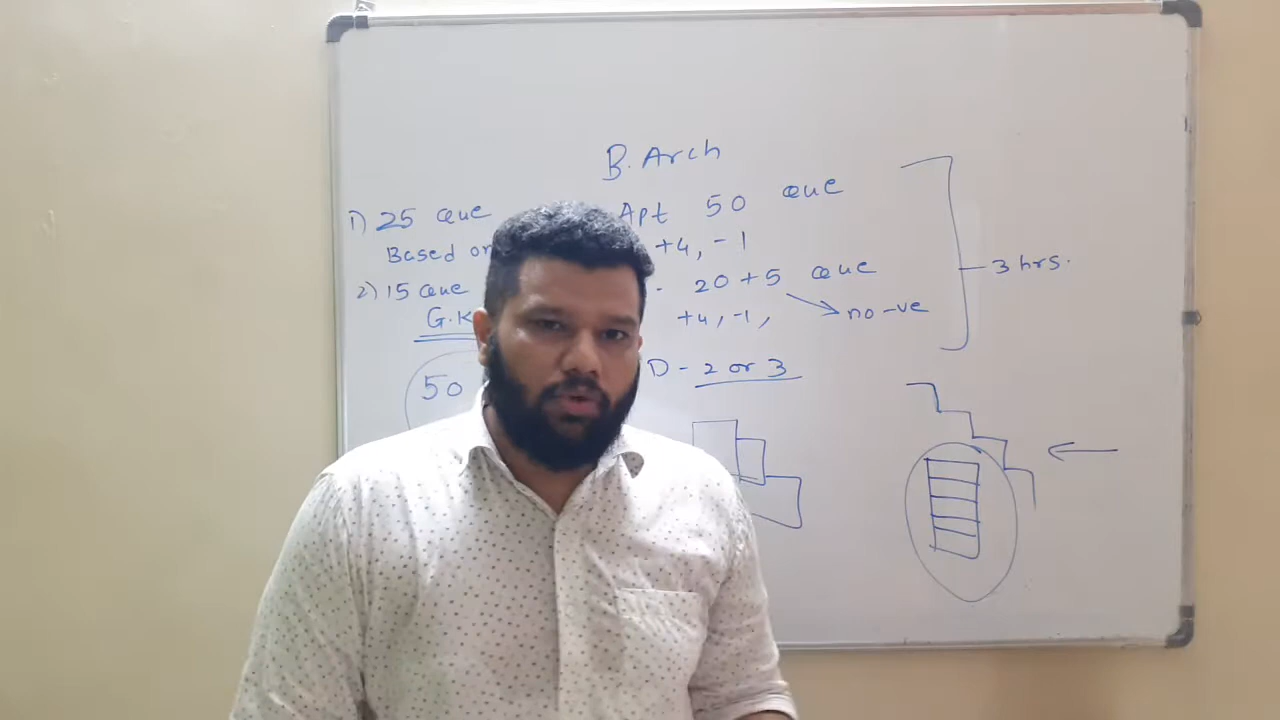 B. Arch
1) 25 que Apt 50 que
Based on +4, -1
2) 15 que 20 + 5 que
G.K +4, -1, no -ve
3 hrs.
50 D - 2 or 3